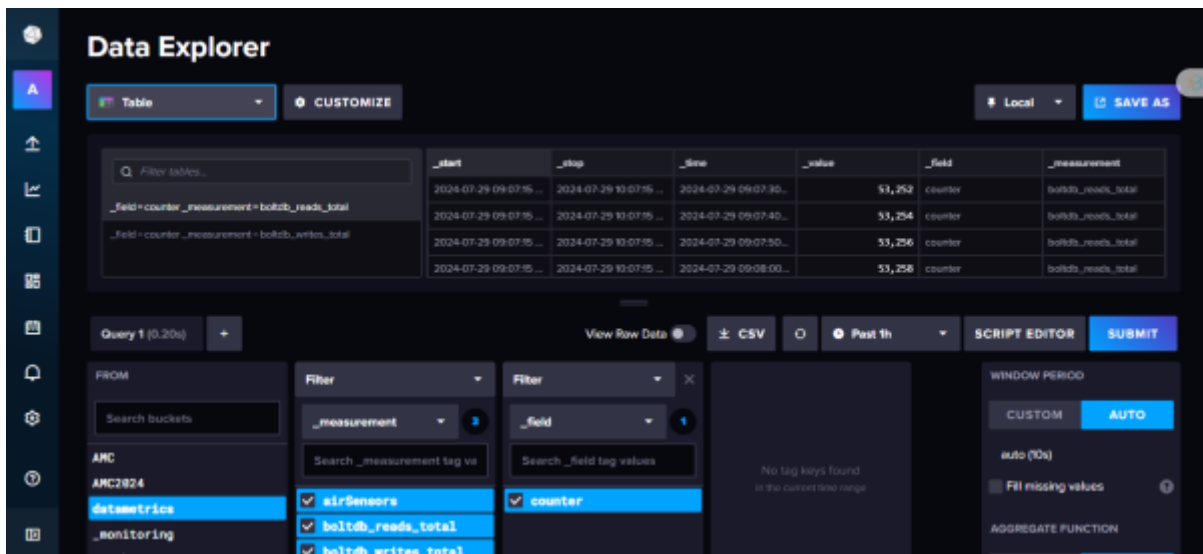 Data Explorer
A
Table
CUSTOMIZE
Local
SAVE AS
Filter tables...
_field=counter _measurement=boltdb_reads_total
_field=counter _measurement=boltdb_writes_total
_start _stop _time _value _field _measurement
2024-07-29 09:07:15 ... 2024-07-29 10:07:15 ... 2024-07-29 09:07:30... 53,252 counter boltdb_reads_total
2024-07-29 09:07:15 ... 2024-07-29 10:07:15 ... 2024-07-29 09:07:40... 53,254 counter boltdb_reads_total
2024-07-29 09:07:15 ... 2024-07-29 10:07:15 ... 2024-07-29 09:07:50... 53,256 counter boltdb_reads_total
2024-07-29 09:07:15 ... 2024-07-29 10:07:15 ... 2024-07-29 09:08:00... 53,258 counter boltdb_reads_total
Query 1 (0.20s)
+
View Raw Data
CSV
Past 1h
SCRIPT EDITOR
SUBMIT
FROM
Search buckets
AMC
AMC2024
datametrics
_monitoring
Filter
_measurement
3
Search _measurement tag va
airSensors
boltdb_reads_total
boltdb_writes_total
Filter
_field
1
Search _field tag values
counter
No tag keys found
in the current time range
WINDOW PERIOD
CUSTOM
AUTO
auto (10s)
Fill missing values
AGGREGATE FUNCTION